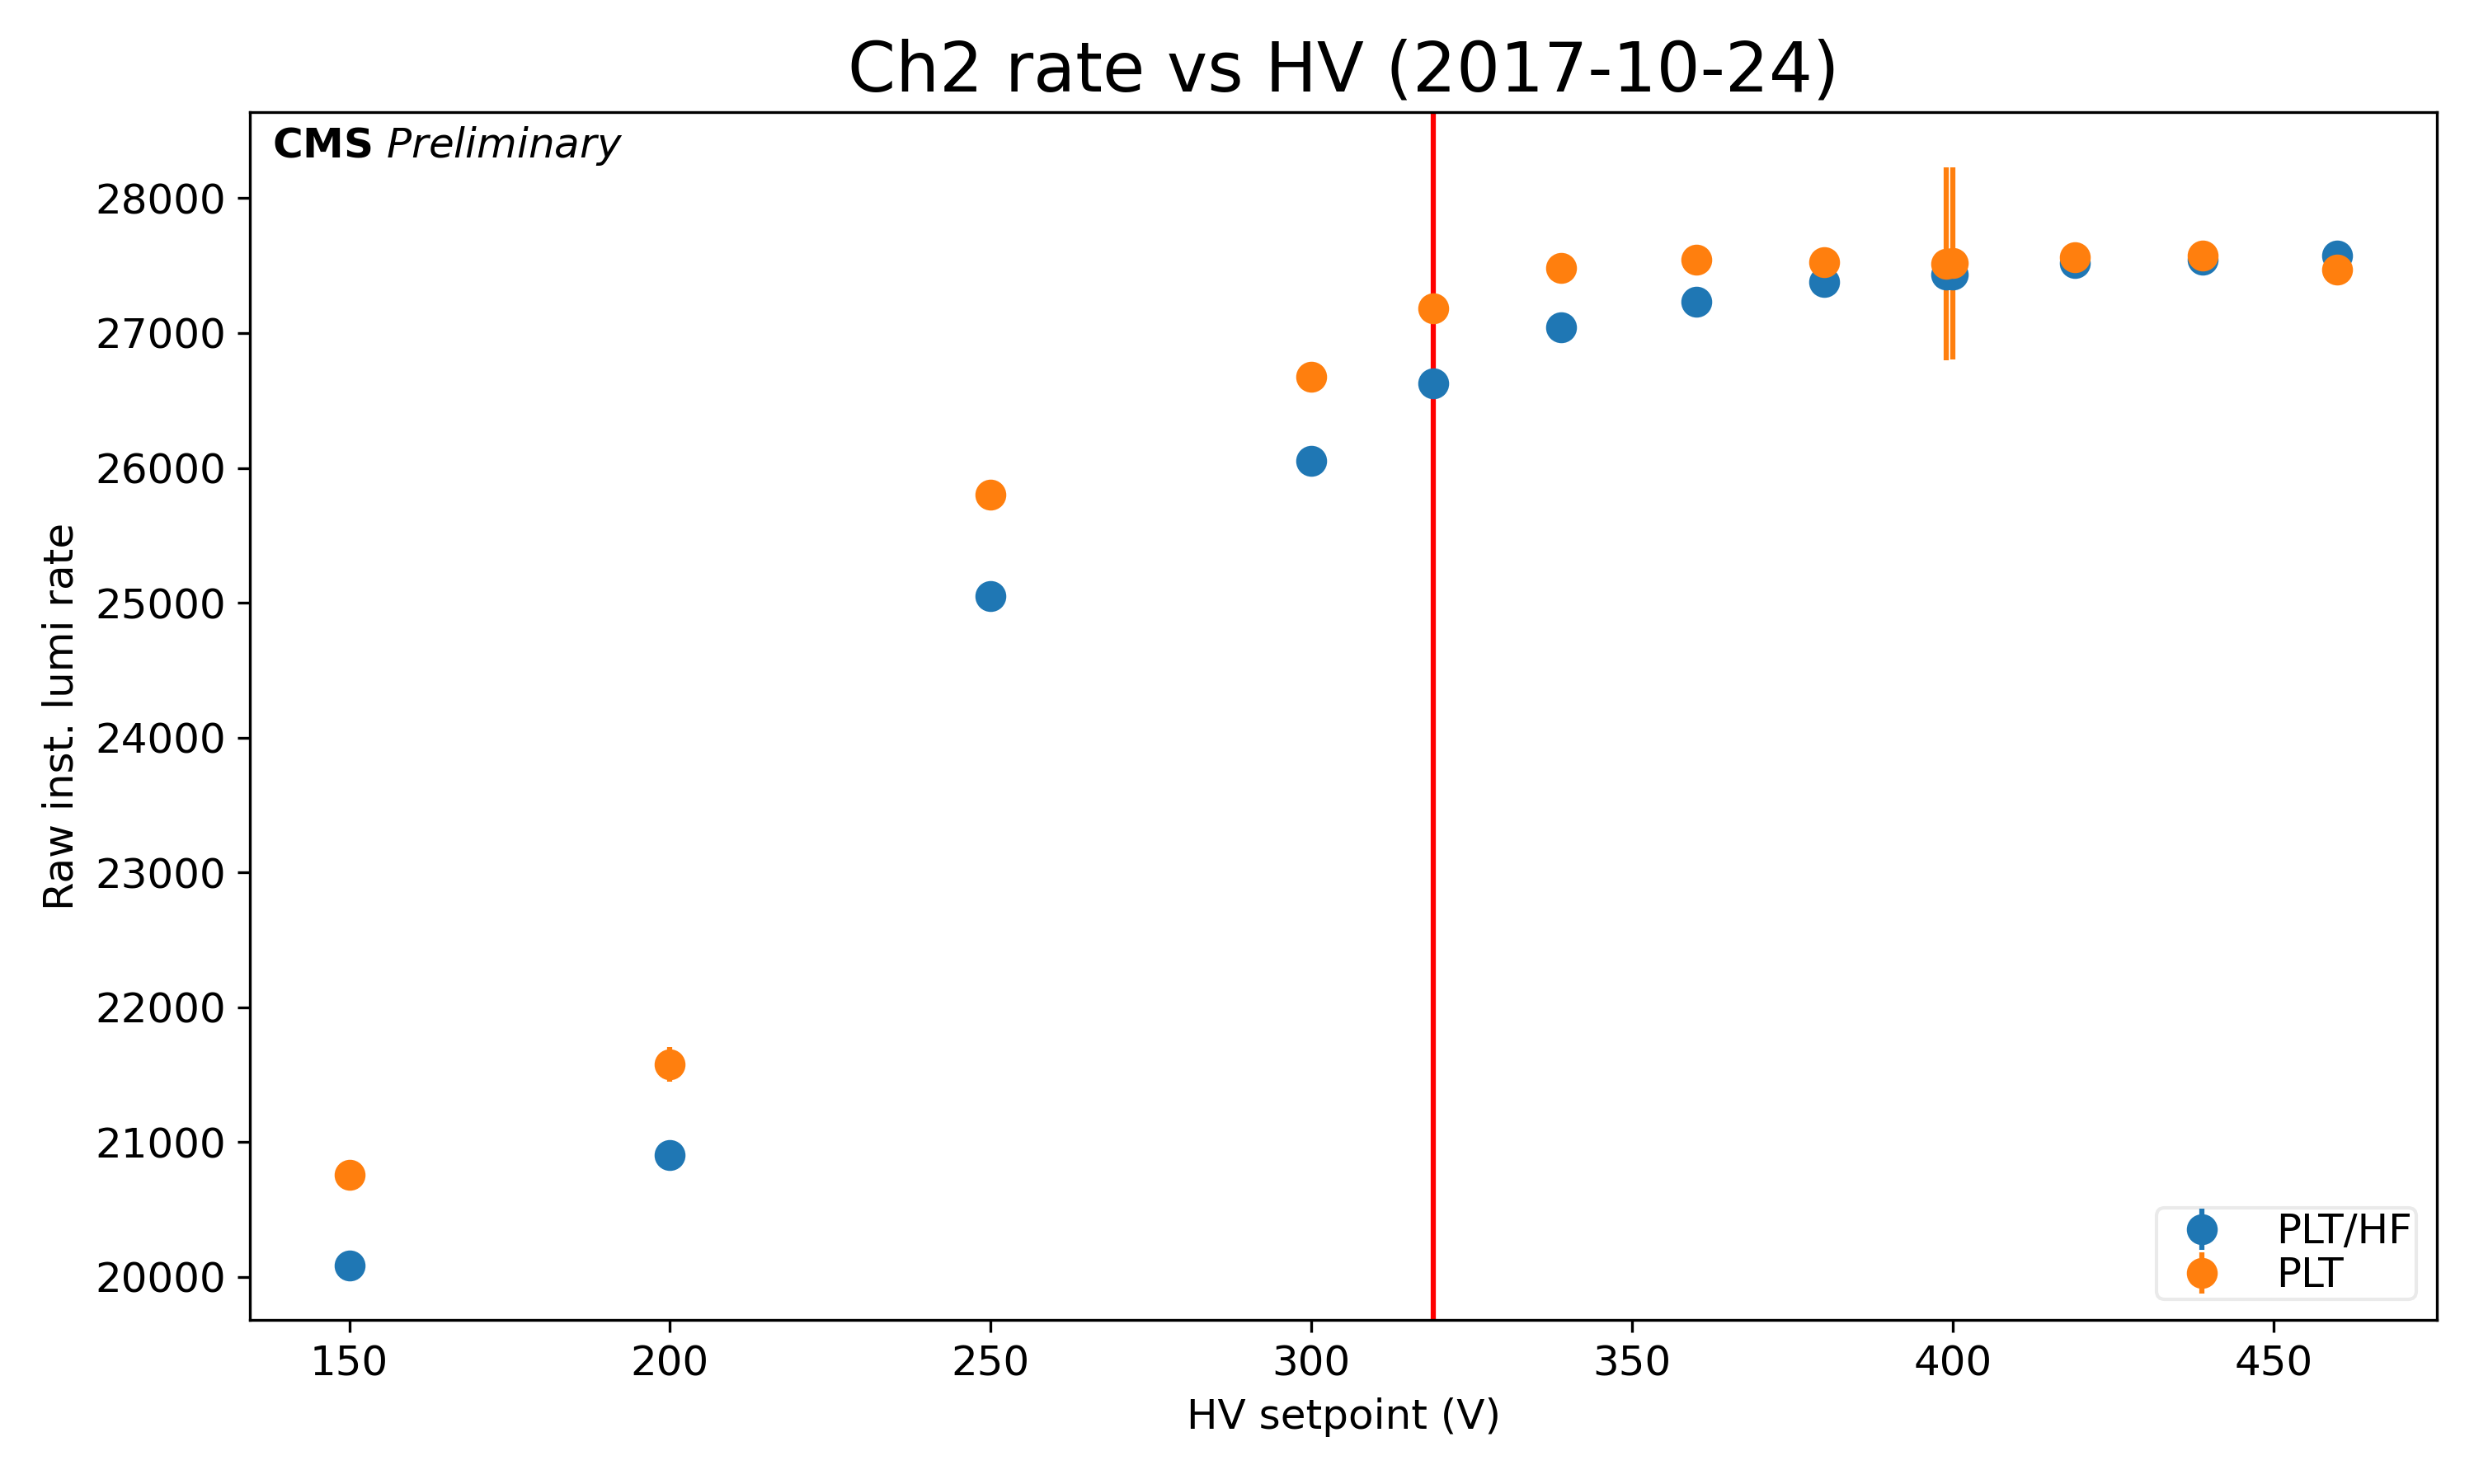 Ch2 rate vs HV (2017-10-24)
CMS Preliminary
28000
27000
26000
25000
24000
23000
22000
21000
20000
Raw inst. lumi rate
150 200 250 300 350 400 450
HV setpoint (V)
PLT/HF
PLT